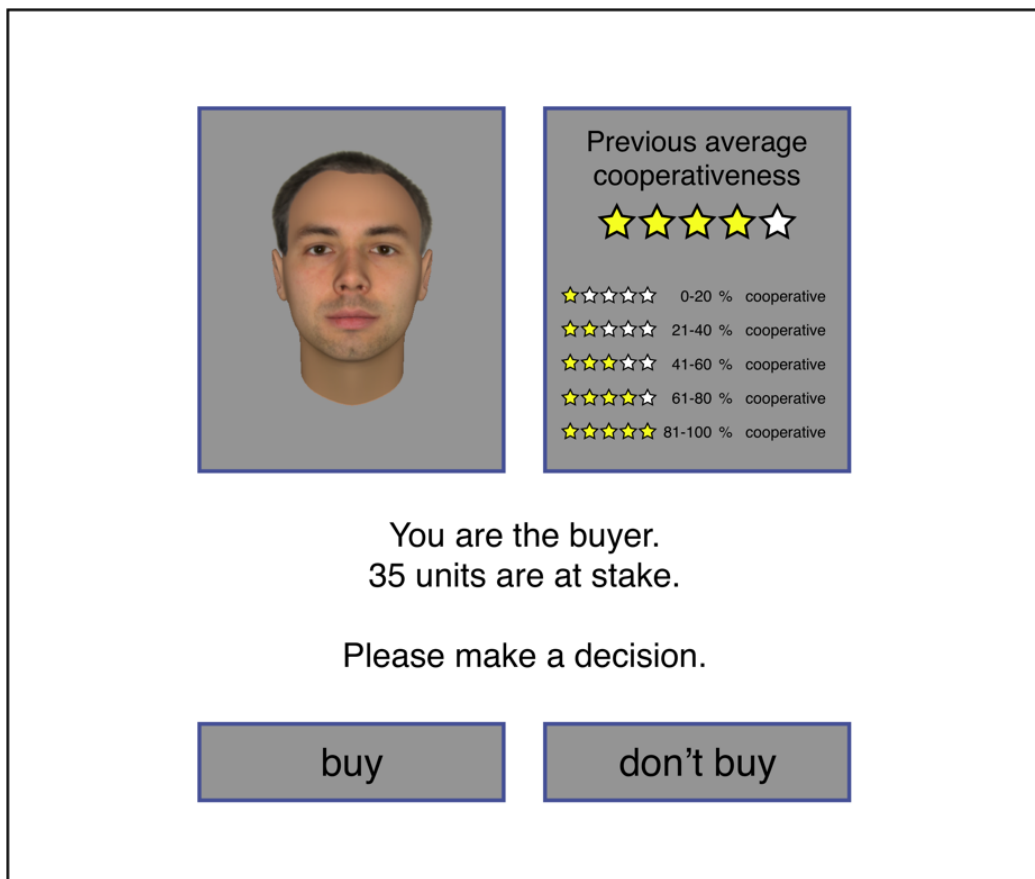 Previous average
cooperativeness
0-20 % cooperative
21-40 % cooperative
41-60 % cooperative
61-80 % cooperative
81-100 % cooperative
You are the buyer.
35 units are at stake.
Please make a decision.
buy
don’t buy